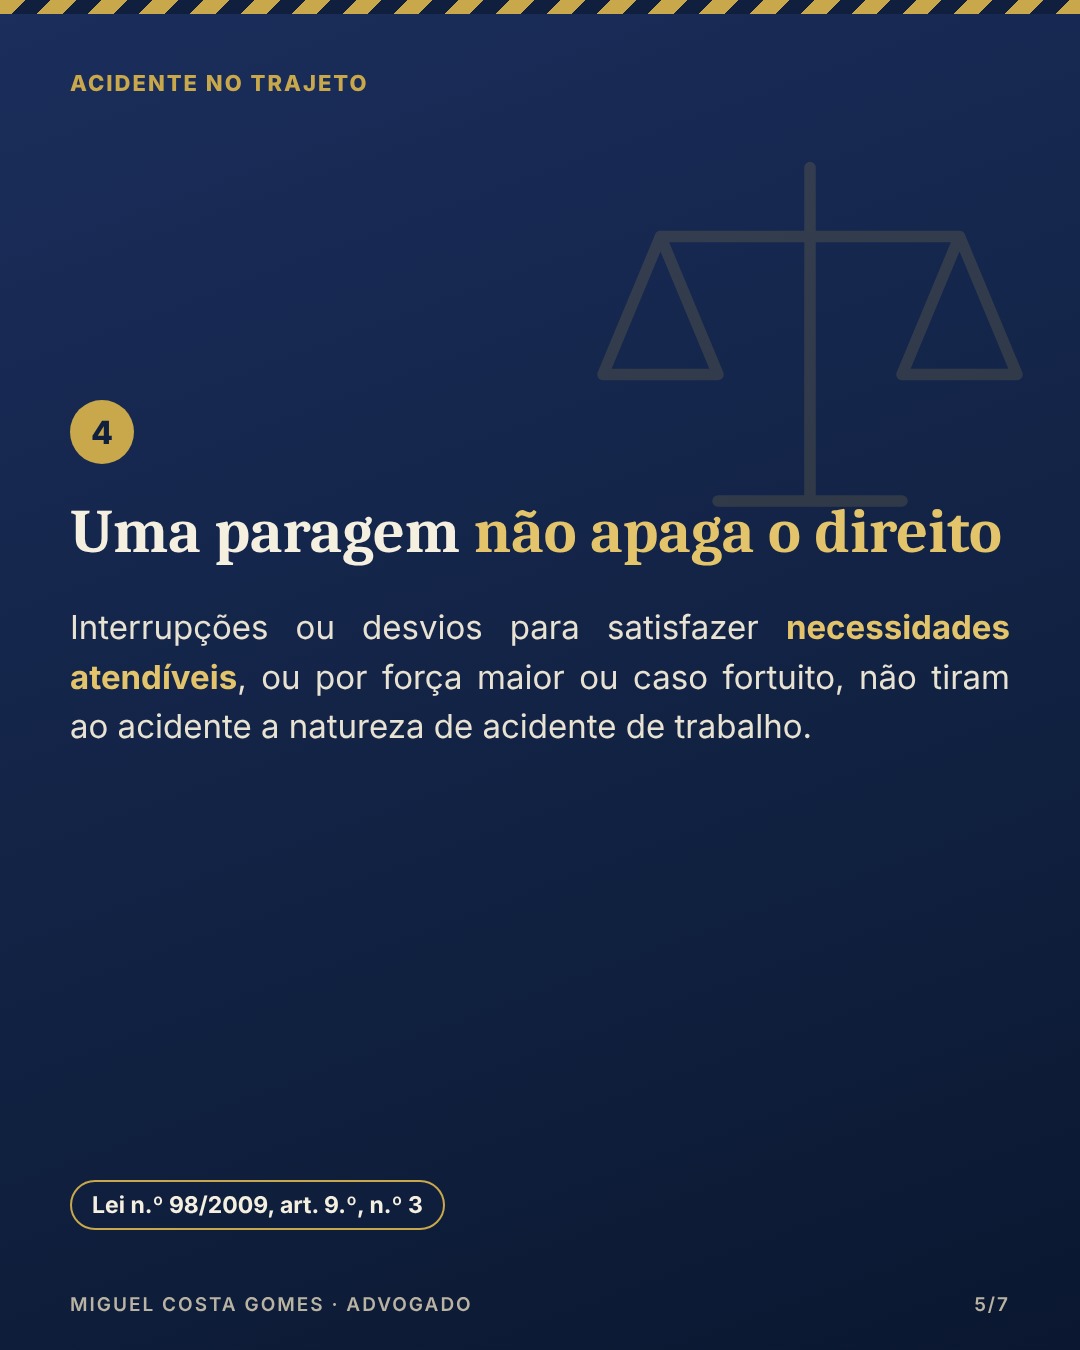 ACIDENTE NO TRAJETO
4
Uma paragem não apaga o direito
Interrupções ou desvios para satisfazer necessidades
atendíveis, ou por força maior ou caso fortuito, não tiram
ao acidente a natureza de acidente de trabalho.
Lei n.º 98/2009, art. 9.º, n.º 3
MIGUEL COSTA GOMES · ADVOGADO
5/7